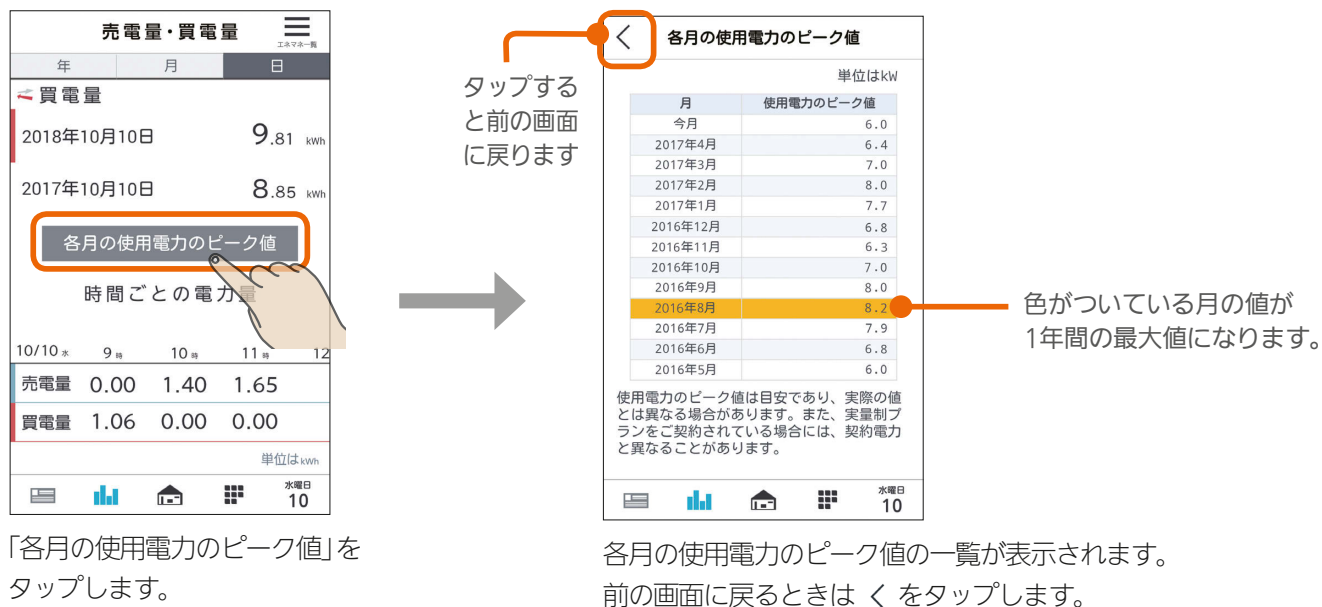 売電量・買電量
エネマネ一覧
年 月 日
買電量
2018年10月10日 9.81 kWh
2017年10月10日 8.85 kWh
各月の使用電力のピーク値
時間ごとの電力量
10/10 水 9 時 10 時 11 時 12
売電量 0.00 1.40 1.65
買電量 1.06 0.00 0.00
単位は kWh
水曜日
10
「各月の使用電力のピーク値」を
タップします。
タップする
と前の画面
に戻ります
各月の使用電力のピーク値
単位はkW
月 使用電力のピーク値
今月 6.0
2017年4月 6.4
2017年3月 7.0
2017年2月 8.0
2017年1月 7.7
2016年12月 6.8
2016年11月 6.3
2016年10月 7.0
2016年9月 8.0
2016年8月 8.2
2016年7月 7.9
2016年6月 6.8
2016年5月 6.0
使用電力のピーク値は目安であり、実際の値
とは異なる場合があります。また、実量制プ
ランをご契約されている場合には、契約電力
と異なることがあります。
水曜日
10
色がついている月の値が
1年間の最大値になります。
各月の使用電力のピーク値の一覧が表示されます。
前の画面に戻るときは く をタップします。